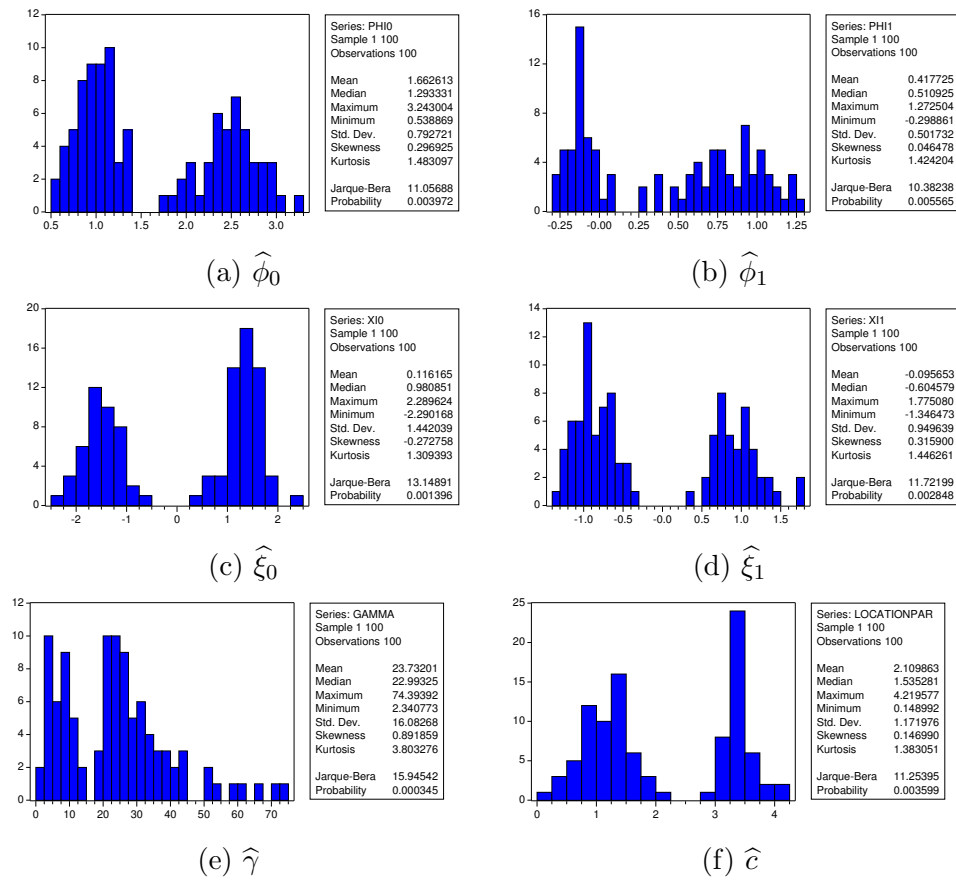 12
10
8
6
4
2
0
0.5 1.0 1.5 2.0 2.5 3.0
Series: PHI0
Sample 1 100
Observations 100
Mean 1.662613
Median 1.293331
Maximum 3.243004
Minimum 0.538869
Std. Dev. 0.792721
Skewness 0.296925
Kurtosis 1.483097
Jarque-Bera 11.05688
Probability 0.003972
(a) φ̂₀
16
12
8
4
0
-0.25 -0.00 0.25 0.50 0.75 1.00 1.25
Series: PHI1
Sample 1 100
Observations 100
Mean 0.417725
Median 0.510925
Maximum 1.272504
Minimum -0.298861
Std. Dev. 0.501732
Skewness 0.046478
Kurtosis 1.424204
Jarque-Bera 10.38238
Probability 0.005565
(b) φ̂₁
20
16
12
8
4
0
-2 -1 0 1 2
Series: XI0
Sample 1 100
Observations 100
Mean 0.116165
Median 0.980851
Maximum 2.289624
Minimum -2.290168
Std. Dev. 1.442039
Skewness -0.272758
Kurtosis 1.309393
Jarque-Bera 13.14891
Probability 0.001396
(c) ξ̂₀
14
12
10
8
6
4
2
0
-1.0 -0.5 -0.0 0.5 1.0 1.5
Series: XI1
Sample 1 100
Observations 100
Mean -0.095653
Median -0.604579
Maximum 1.775080
Minimum -1.346473
Std. Dev. 0.949639
Skewness 0.315900
Kurtosis 1.446261
Jarque-Bera 11.72199
Probability 0.002848
(d) ξ̂₁
12
10
8
6
4
2
0
0 10 20 30 40 50 60 70
Series: GAMMA
Sample 1 100
Observations 100
Mean 23.73201
Median 22.99325
Maximum 74.39392
Minimum 2.340773
Std. Dev. 16.08268
Skewness 0.891859
Kurtosis 3.803276
Jarque-Bera 15.94542
Probability 0.000345
(e) γ̂
25
20
15
10
5
0
0 1 2 3 4
Series: LOCATIONPAR
Sample 1 100
Observations 100
Mean 2.109863
Median 1.535281
Maximum 4.219577
Minimum 0.148992
Std. Dev. 1.171976
Skewness 0.146990
Kurtosis 1.383051
Jarque-Bera 11.25395
Probability 0.003599
(f) ĉ